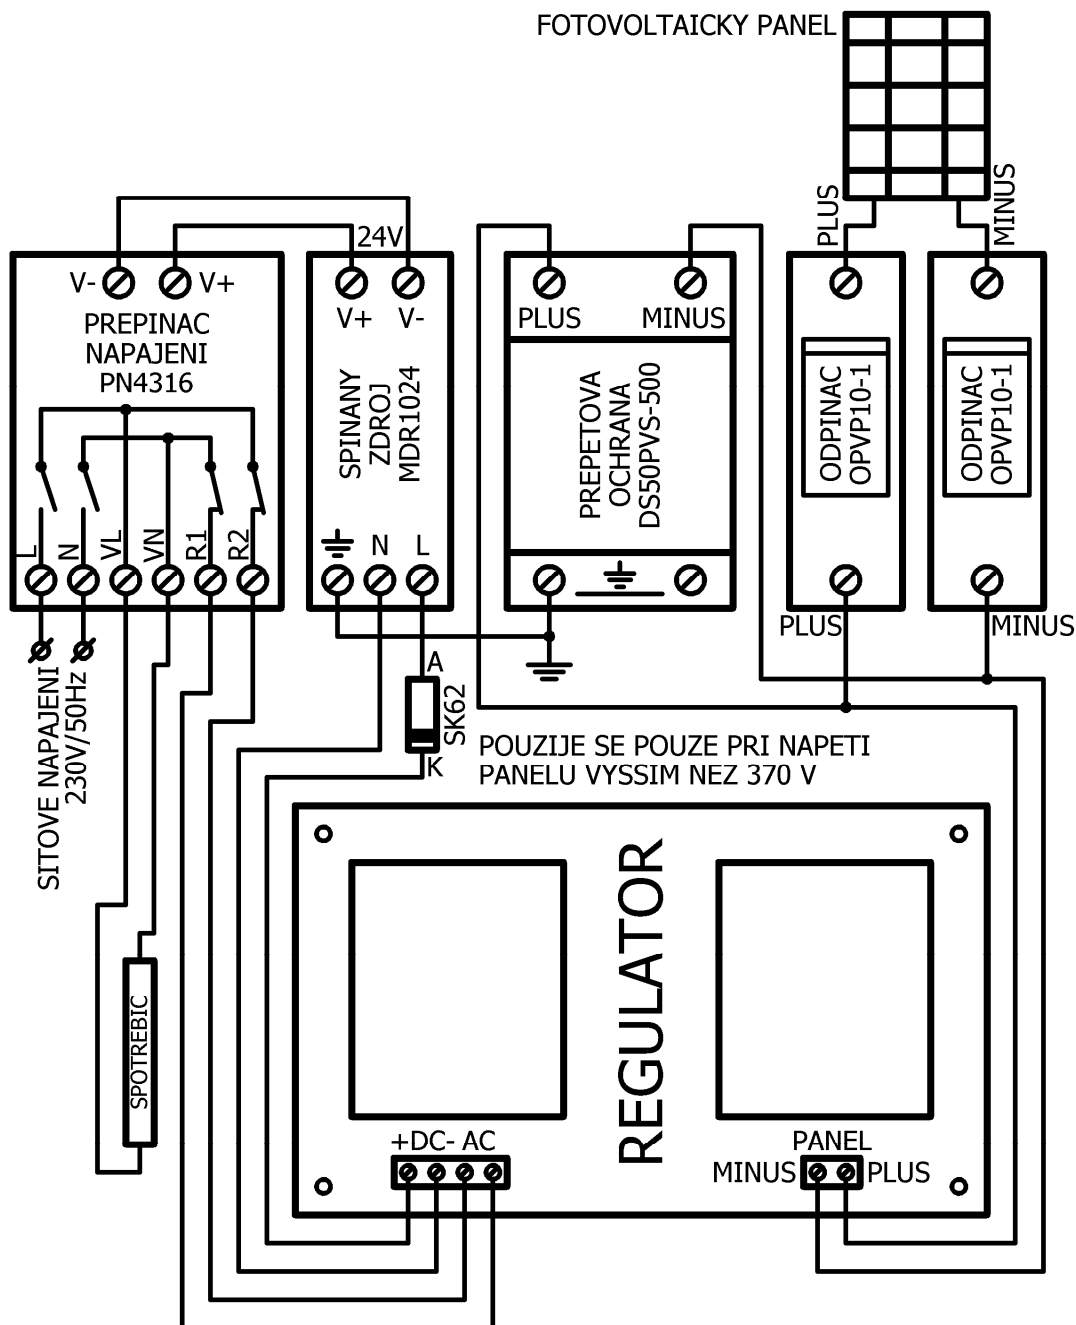 FOTOVOLTAICKY PANEL
PLUS
MINUS
24V
V-
V+
PREPINAC
NAPAJENI
PN4316
L
N
VL
VN
R1
R2
V+
V-
SPINANY
ZDROJ
MDR1024
N
L
PLUS
MINUS
PREPETOVA
OCHRANA
DS50PVS-500
ODPINAC
OPVP10-1
ODPINAC
OPVP10-1
PLUS
MINUS
SITOVE NAPAJENI
230V/50Hz
A
SK62
K
POUZIJE SE POUZE PRI NAPETI
PANELU VYSSIM NEZ 370 V
SPOTREBIC
REGULATOR
+DC- AC
PANEL
MINUS
PLUS